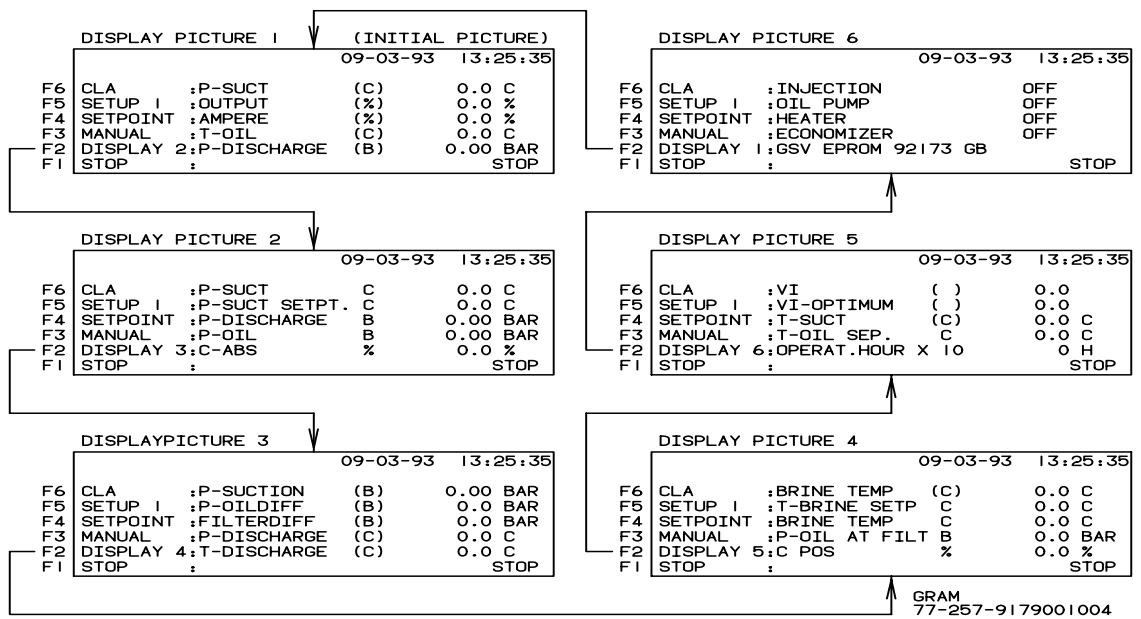 DISPLAY PICTURE 1 (INITIAL PICTURE)
09-03-93 13:25:35
F6 CLA :P-SUCT (C) 0.0 C
F5 SETUP 1 :OUTPUT (%) 0.0 %
F4 SETPOINT :AMPERE (%) 0.0 %
F3 MANUAL :T-OIL (C) 0.0 C
F2 DISPLAY 2:P-DISCHARGE (B) 0.00 BAR
F1 STOP : STOP
DISPLAY PICTURE 2
09-03-93 13:25:35
F6 CLA :P-SUCT C 0.0 C
F5 SETUP 1 :P-SUCT SETPT. C 0.0 C
F4 SETPOINT :P-DISCHARGE B 0.00 BAR
F3 MANUAL :P-OIL B 0.00 BAR
F2 DISPLAY 3:C-ABS % 0.0 %
F1 STOP : STOP
DISPLAYPICTURE 3
09-03-93 13:25:35
F6 CLA :P-SUCTION (B) 0.00 BAR
F5 SETUP 1 :P-OILDIFF (B) 0.0 BAR
F4 SETPOINT :FILTERDIFF (B) 0.0 BAR
F3 MANUAL :P-DISCHARGE (C) 0.0 C
F2 DISPLAY 4:T-DISCHARGE (C) 0.0 C
F1 STOP : STOP
DISPLAY PICTURE 6
09-03-93 13:25:35
F6 CLA :INJECTION OFF
F5 SETUP 1 :OIL PUMP OFF
F4 SETPOINT :HEATER OFF
F3 MANUAL :ECONOMIZER OFF
F2 DISPLAY 1:GSV EPROM 92173 GB
F1 STOP : STOP
DISPLAY PICTURE 5
09-03-93 13:25:35
F6 CLA :VI ( ) 0.0
F5 SETUP 1 :VI-OPTIMUM ( ) 0.0
F4 SETPOINT :T-SUCT (C) 0.0 C
F3 MANUAL :T-OIL SEP. C 0.0 C
F2 DISPLAY 6:OPERAT.HOUR X 10 0 H
F1 STOP : STOP
DISPLAY PICTURE 4
09-03-93 13:25:35
F6 CLA :BRINE TEMP (C) 0.0 C
F5 SETUP 1 :T-BRINE SETP C 0.0 C
F4 SETPOINT :BRINE TEMP C 0.0 C
F3 MANUAL :P-OIL AT FILT B 0.0 BAR
F2 DISPLAY 5:C POS % 0.0 %
F1 STOP : STOP
GRAM
77-257-9179001004